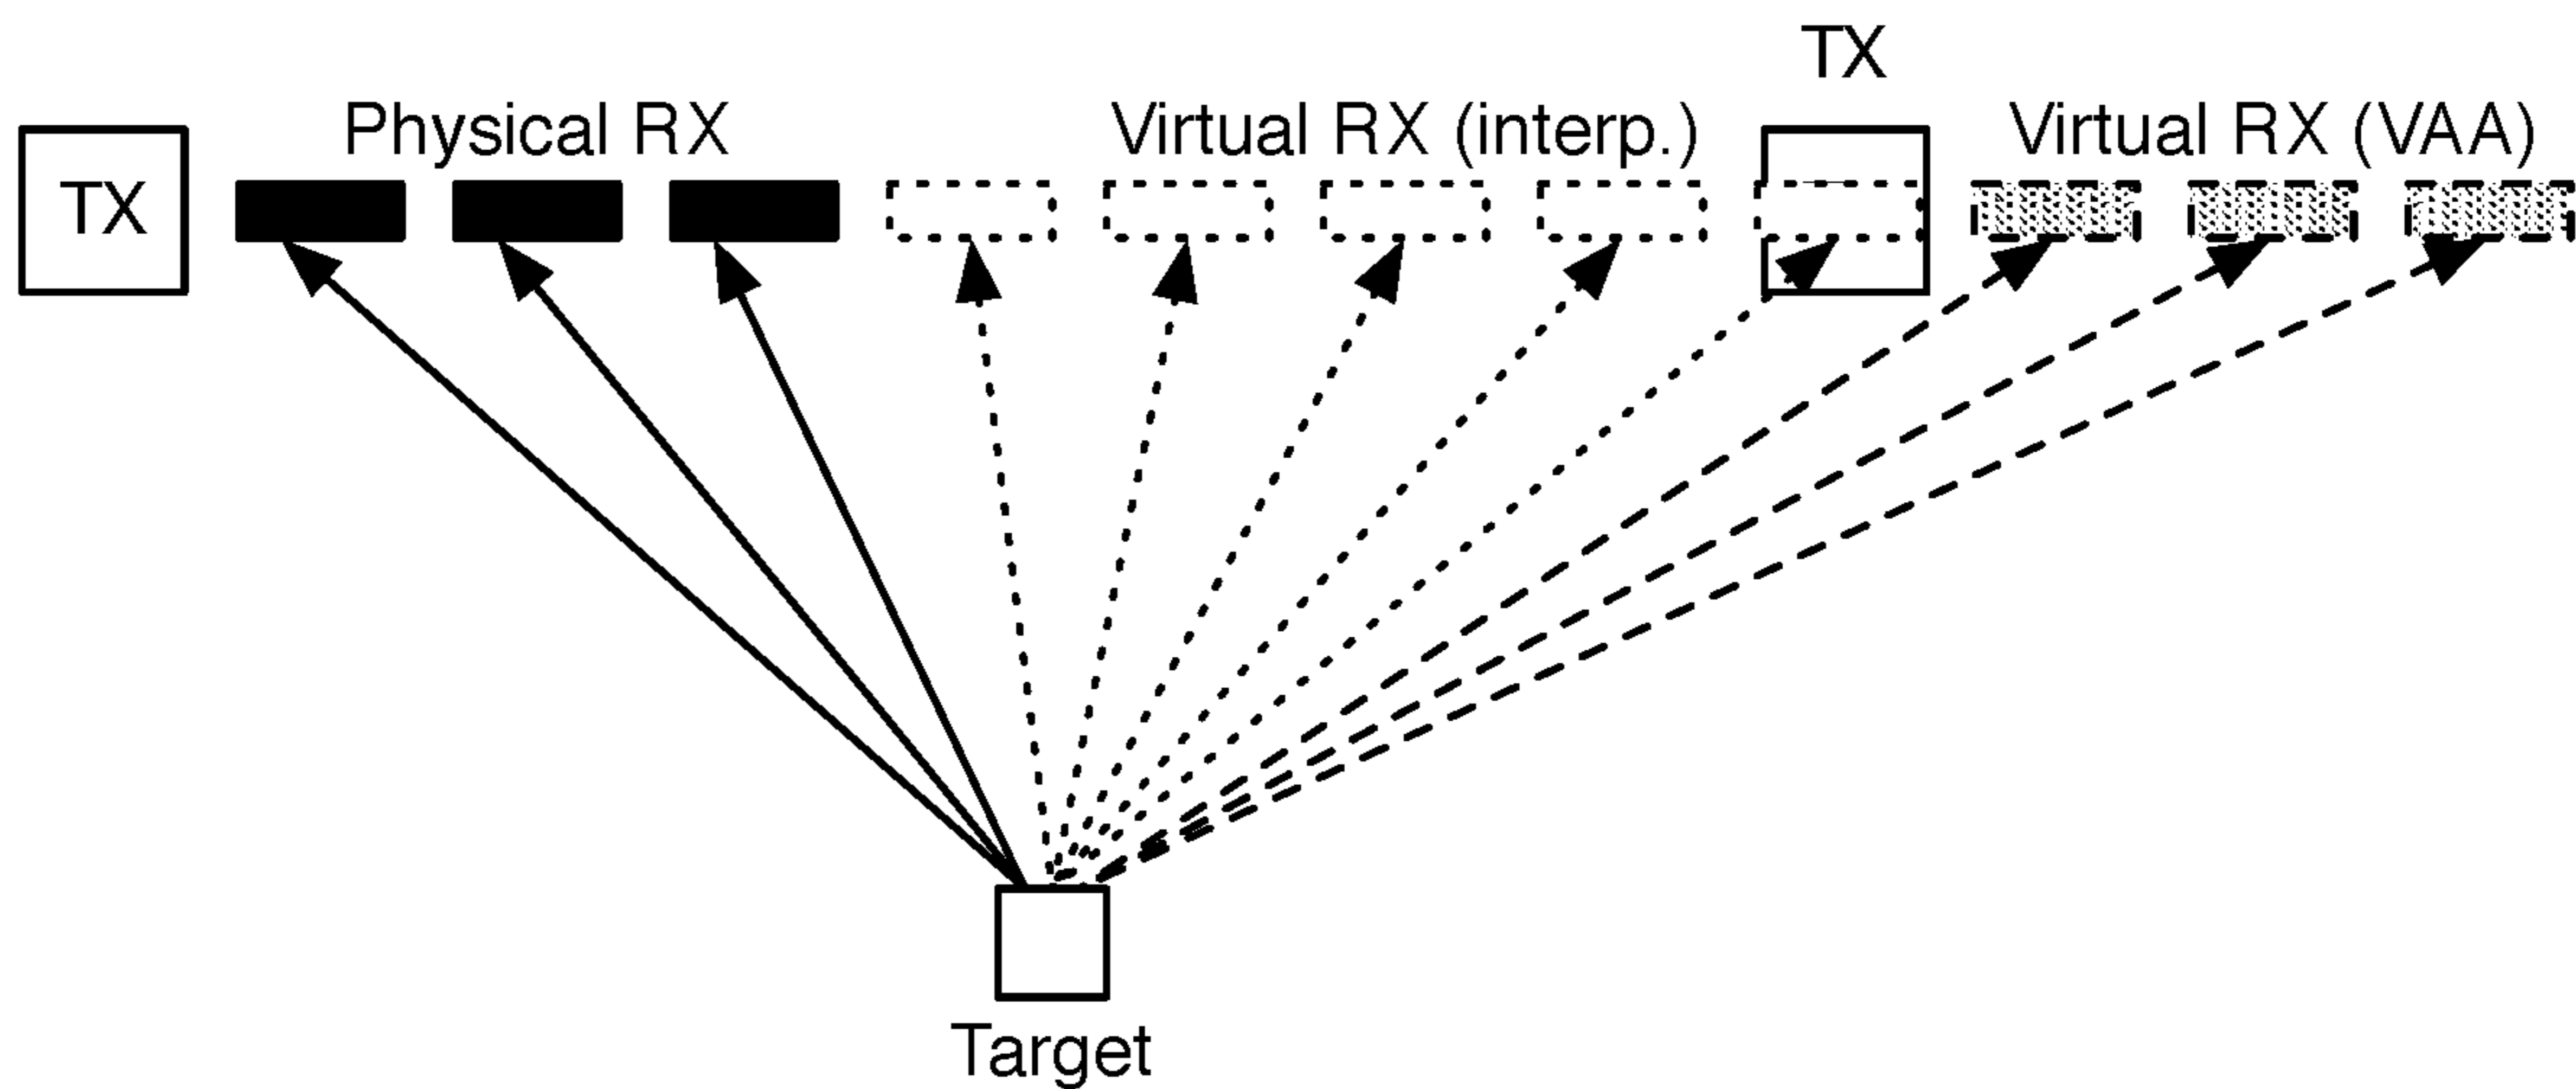 TX
Physical RX
Virtual RX (interp.)
TX
Virtual RX (VAA)
Target